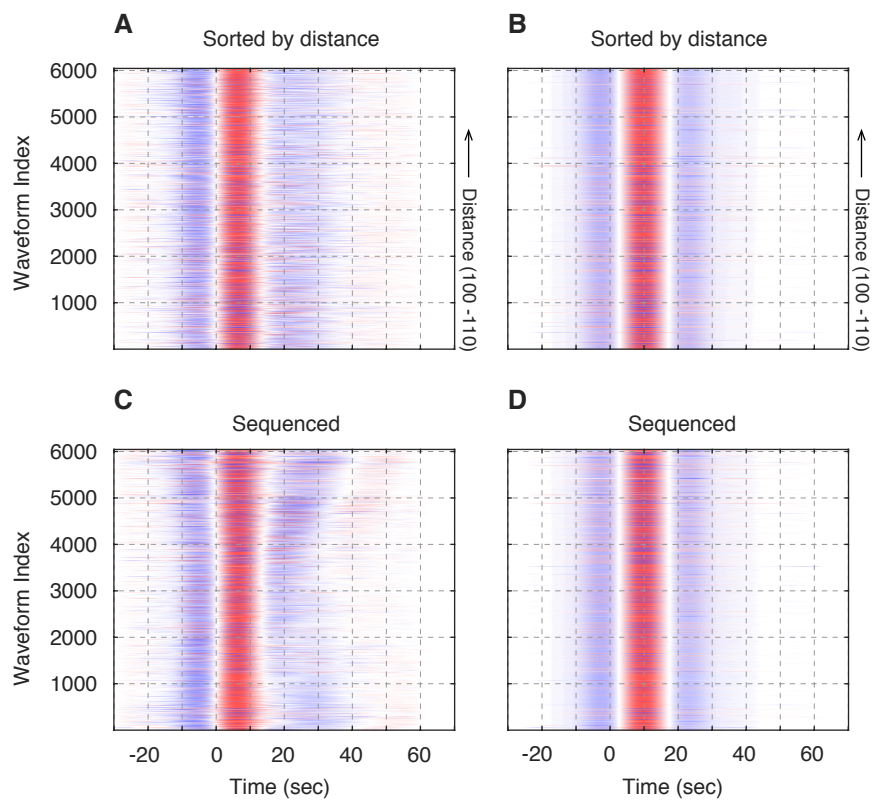 A
Sorted by distance
B
Sorted by distance
6000
5000
4000
3000
2000
1000
Waveform Index
Distance (100 -110)
Distance (100 -110)
C
Sequenced
D
Sequenced
6000
5000
4000
3000
2000
1000
Waveform Index
-20 0 20 40 60
Time (sec)
-20 0 20 40 60
Time (sec)